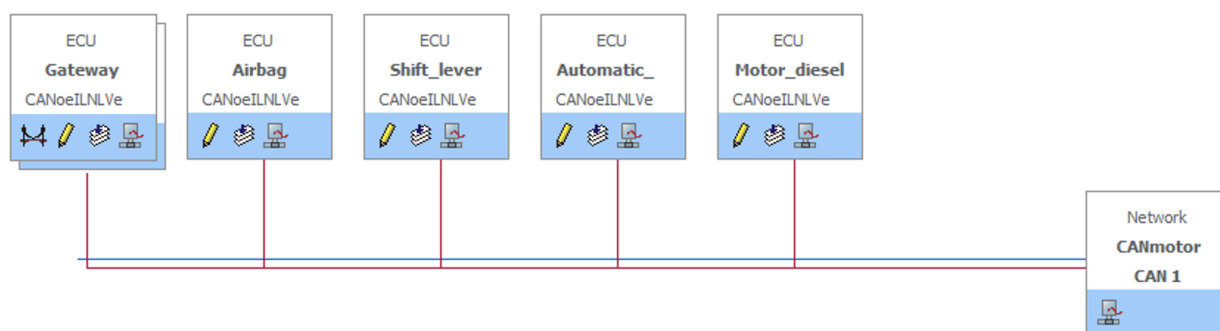 ECU
Gateway
CANoeILNLVe
ECU
Airbag
CANoeILNLVe
ECU
Shift_lever
CANoeILNLVe
ECU
Automatic_
CANoeILNLVe
ECU
Motor_diesel
CANoeILNLVe
Network
CANmotor
CAN 1